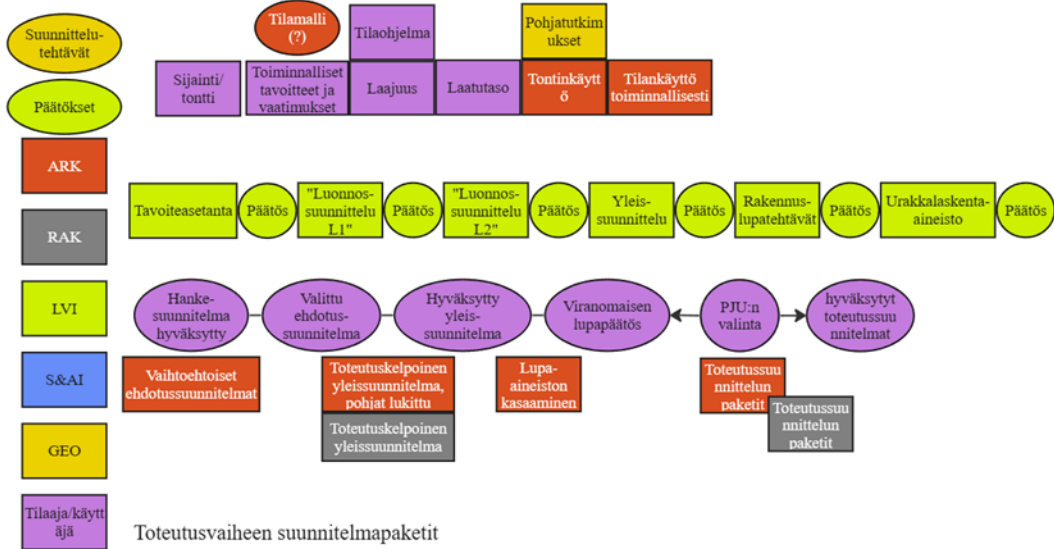 Suunnittelu-
tehtävät
Päätökset
ARK
RAK
LVI
S&AI
GEO
Tilaaja/käytt
äjä
Tilamalli
(?)
Tilaohjelma
Pohjatutkim
ukset
Sijainti/
tontti
Toiminnalliset
tavoitteet ja
vaatimukset
Laajuus
Laatutaso
Tontinkäytt
ö
Tilankäyttö
toiminnallisesti
Tavoiteasetanta
Päätös
"Luonnos-
suunnittelu
L1"
Päätös
"Luonnos-
suunnittelu
L2"
Päätös
Yleis-
suunnittelu
Päätös
Rakennus-
lupatehtävät
Päätös
Urakkalaskenta-
aineisto
Päätös
Hanke-
suunnitelma
hyväksytty
Valittu
ehdotus-
suunnitelma
Hyväksytty
yleis-
suunnitelma
Viranomaisen
lupapäätös
PJU:n
valinta
hyväksytyt
toteutussuu
nnitelmat
Vaihtoehtoiset
ehdotussuunnitelmat
Toteutuskelpoinen
yleissuunnitelma,
pohjat lukittu
Toteutuskelpoinen
yleissuunnitelma
Lupa-
aineiston
kasaaminen
Toteutussuu
nnittelun
paketit
Toteutussuu
nnittelun
paketit
Toteutusvaiheen suunnitelmapaketit